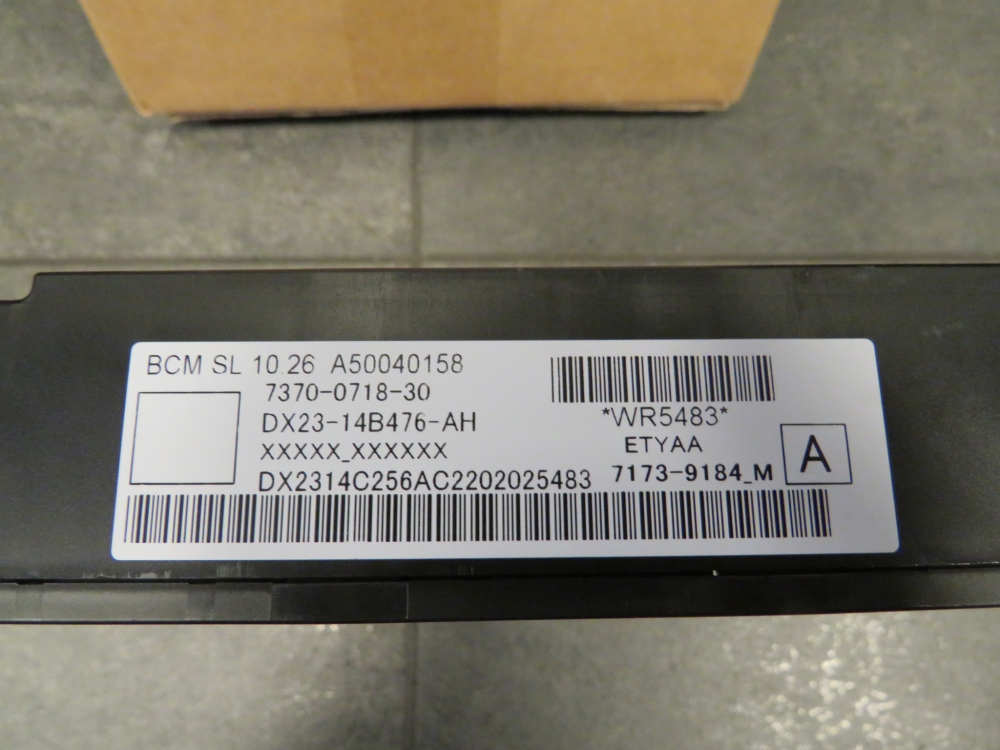 BCM SL 10.26 A50040158
7370-0718-30
DX23-14B476-AH
XXXXX_XXXXXX
DX2314C256AC2202025483
*WR5483*
ETYAA
7173-9184_M
A